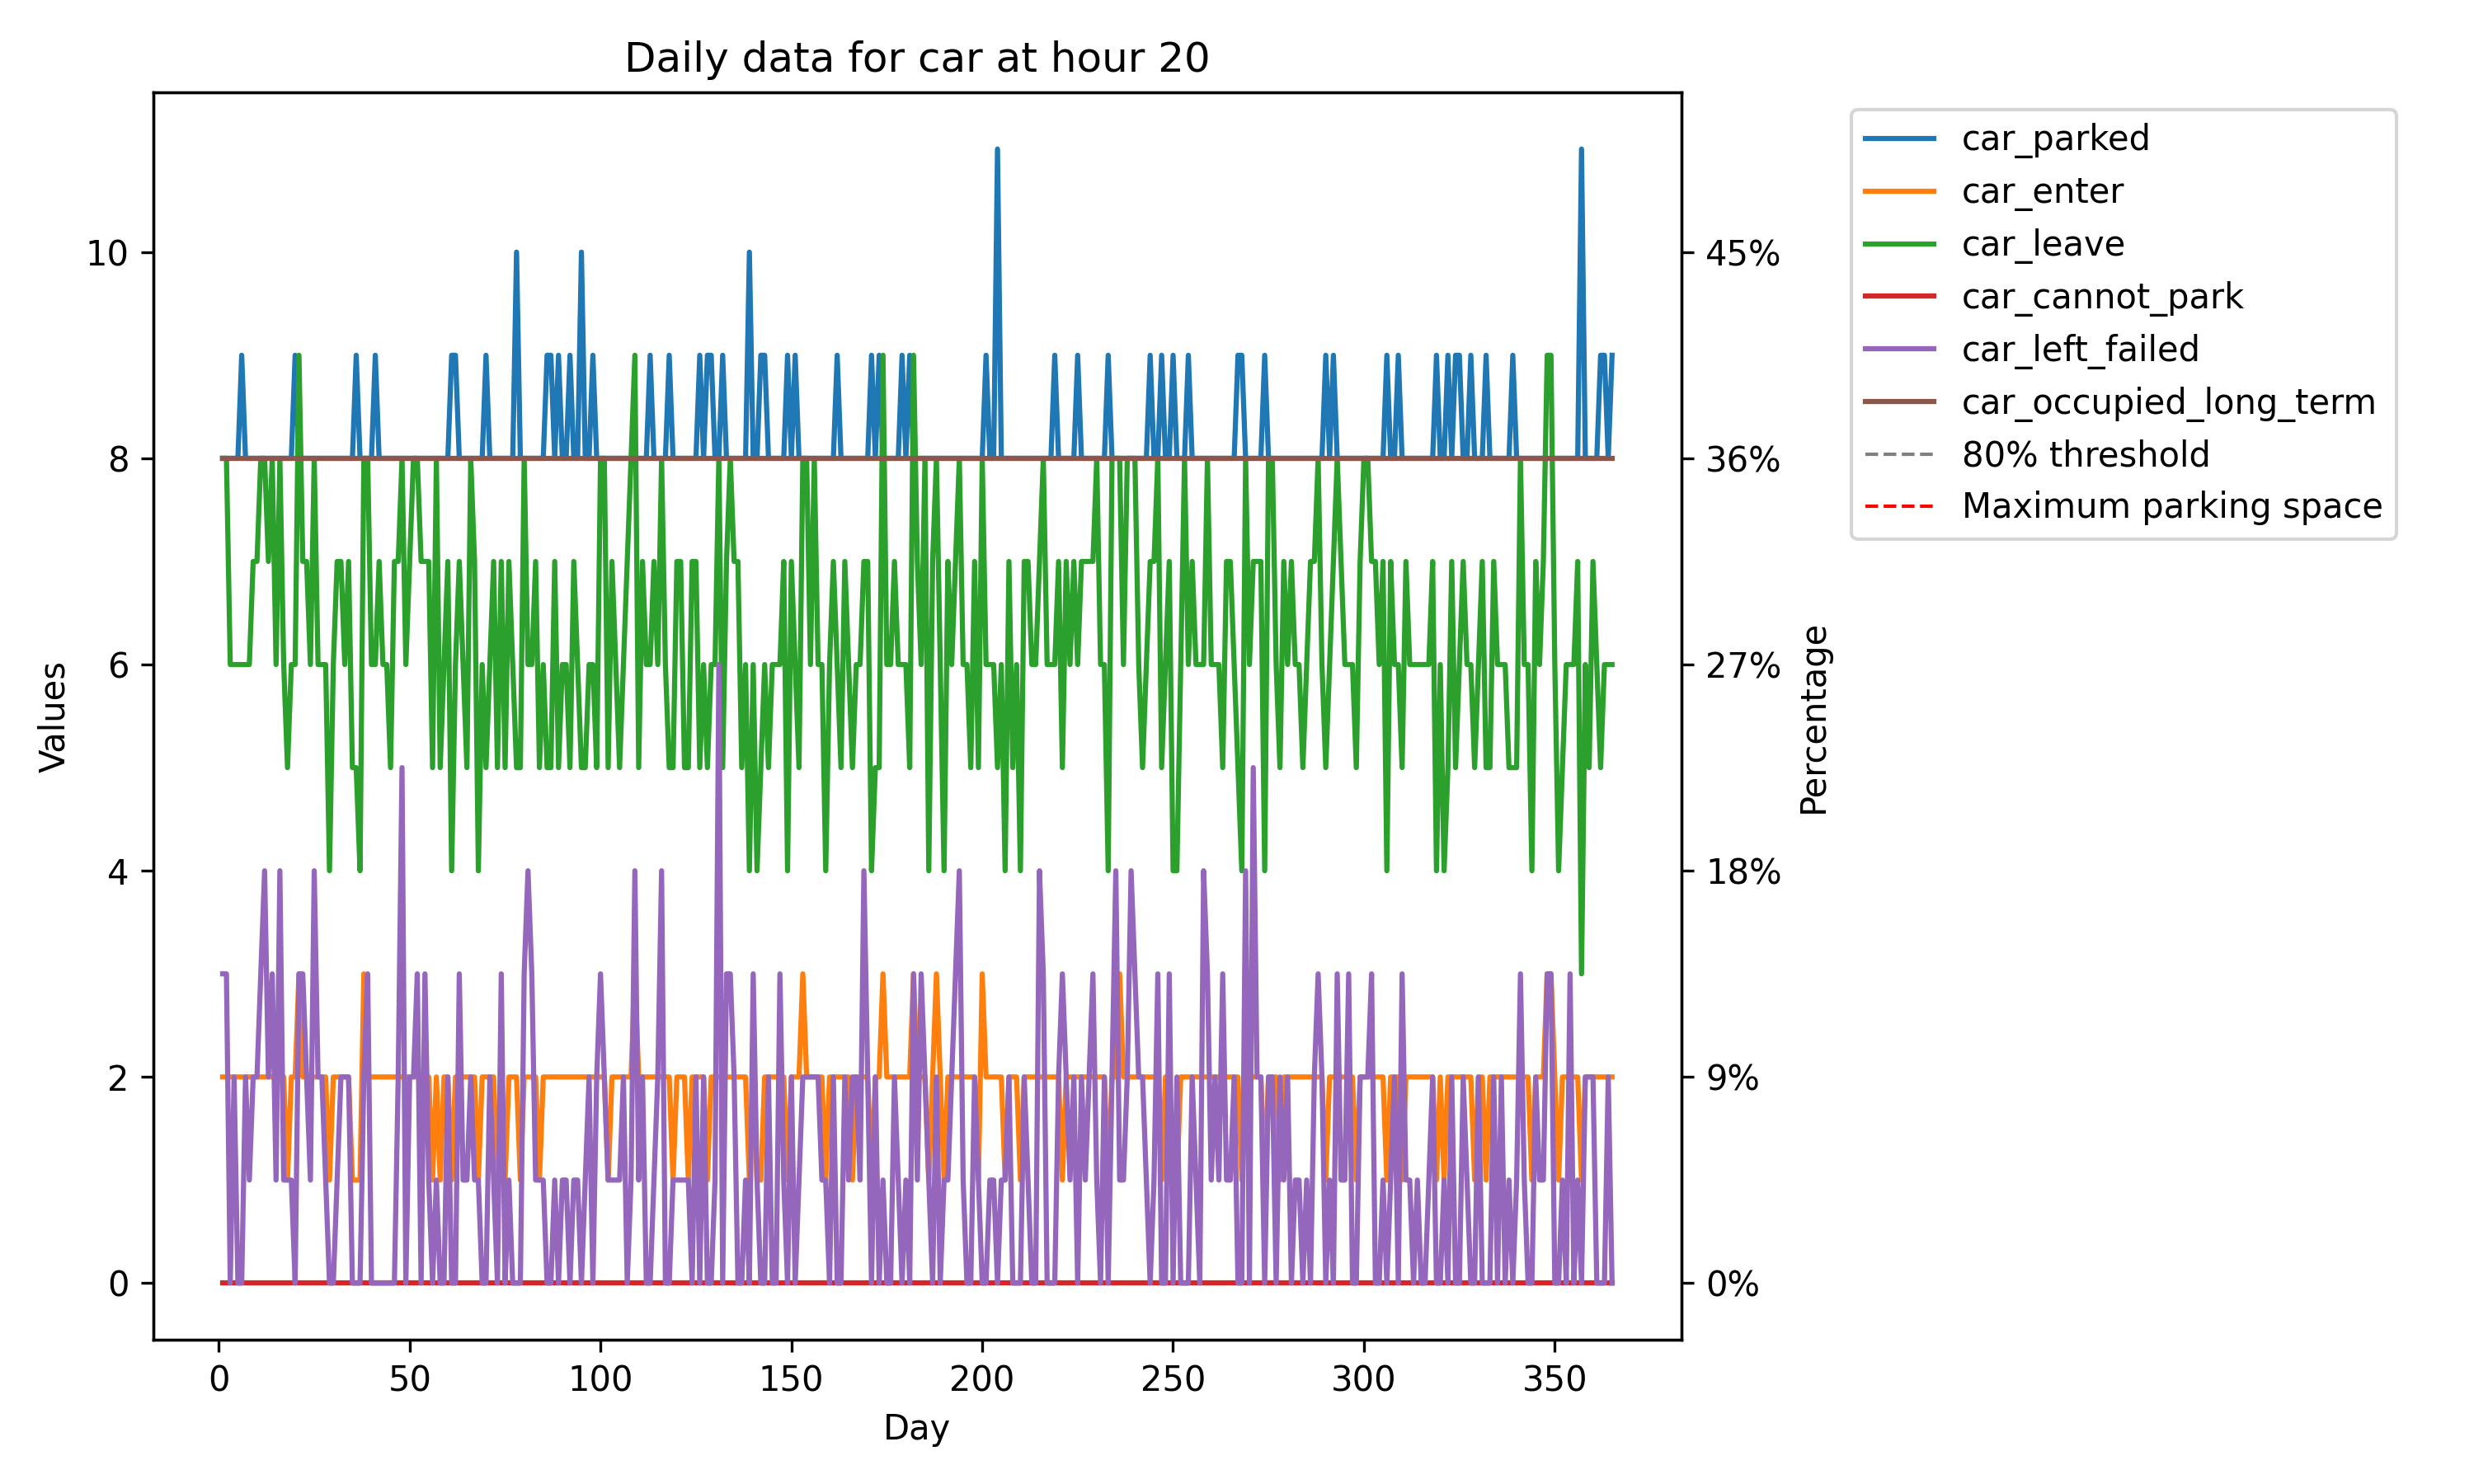 Daily data for car at hour 20
10
8
6
4
2
0
Values
45%
36%
27%
18%
9%
0%
Percentage
0 50 100 150 200 250 300 350
Day
car_parked
car_enter
car_leave
car_cannot_park
car_left_failed
car_occupied_long_term
80% threshold
Maximum parking space